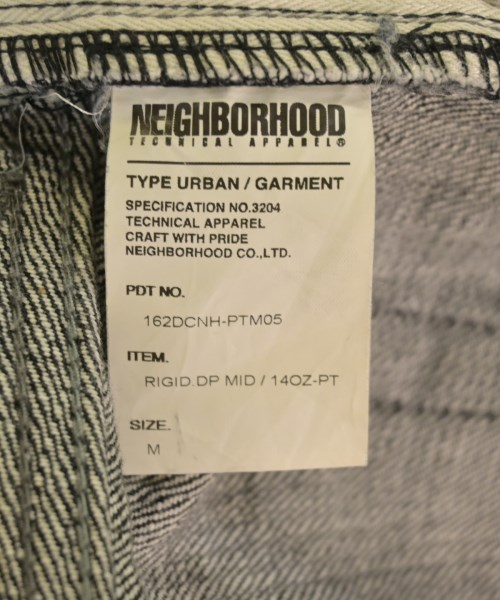 NEIGHBORHOOD
TECHNICAL APPAREL®
TYPE URBAN / GARMENT
SPECIFICATION NO.3204
TECHNICAL APPAREL
CRAFT WITH PRIDE
NEIGHBORHOOD CO.,LTD.
PDT NO.
162DCNH-PTM05
ITEM.
RIGID.DP MID / 14OZ-PT
SIZE.
M